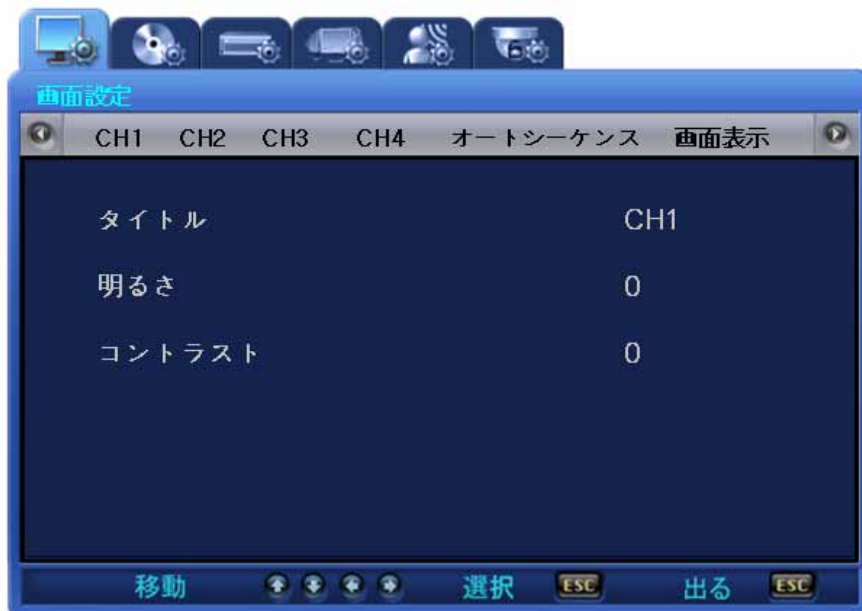 画面設定
CH1 CH2 CH3 CH4 オートシーケンス 画面表示
タイトル CH1
明るさ 0
コントラスト 0
移動 選択 ESC 出る ESC